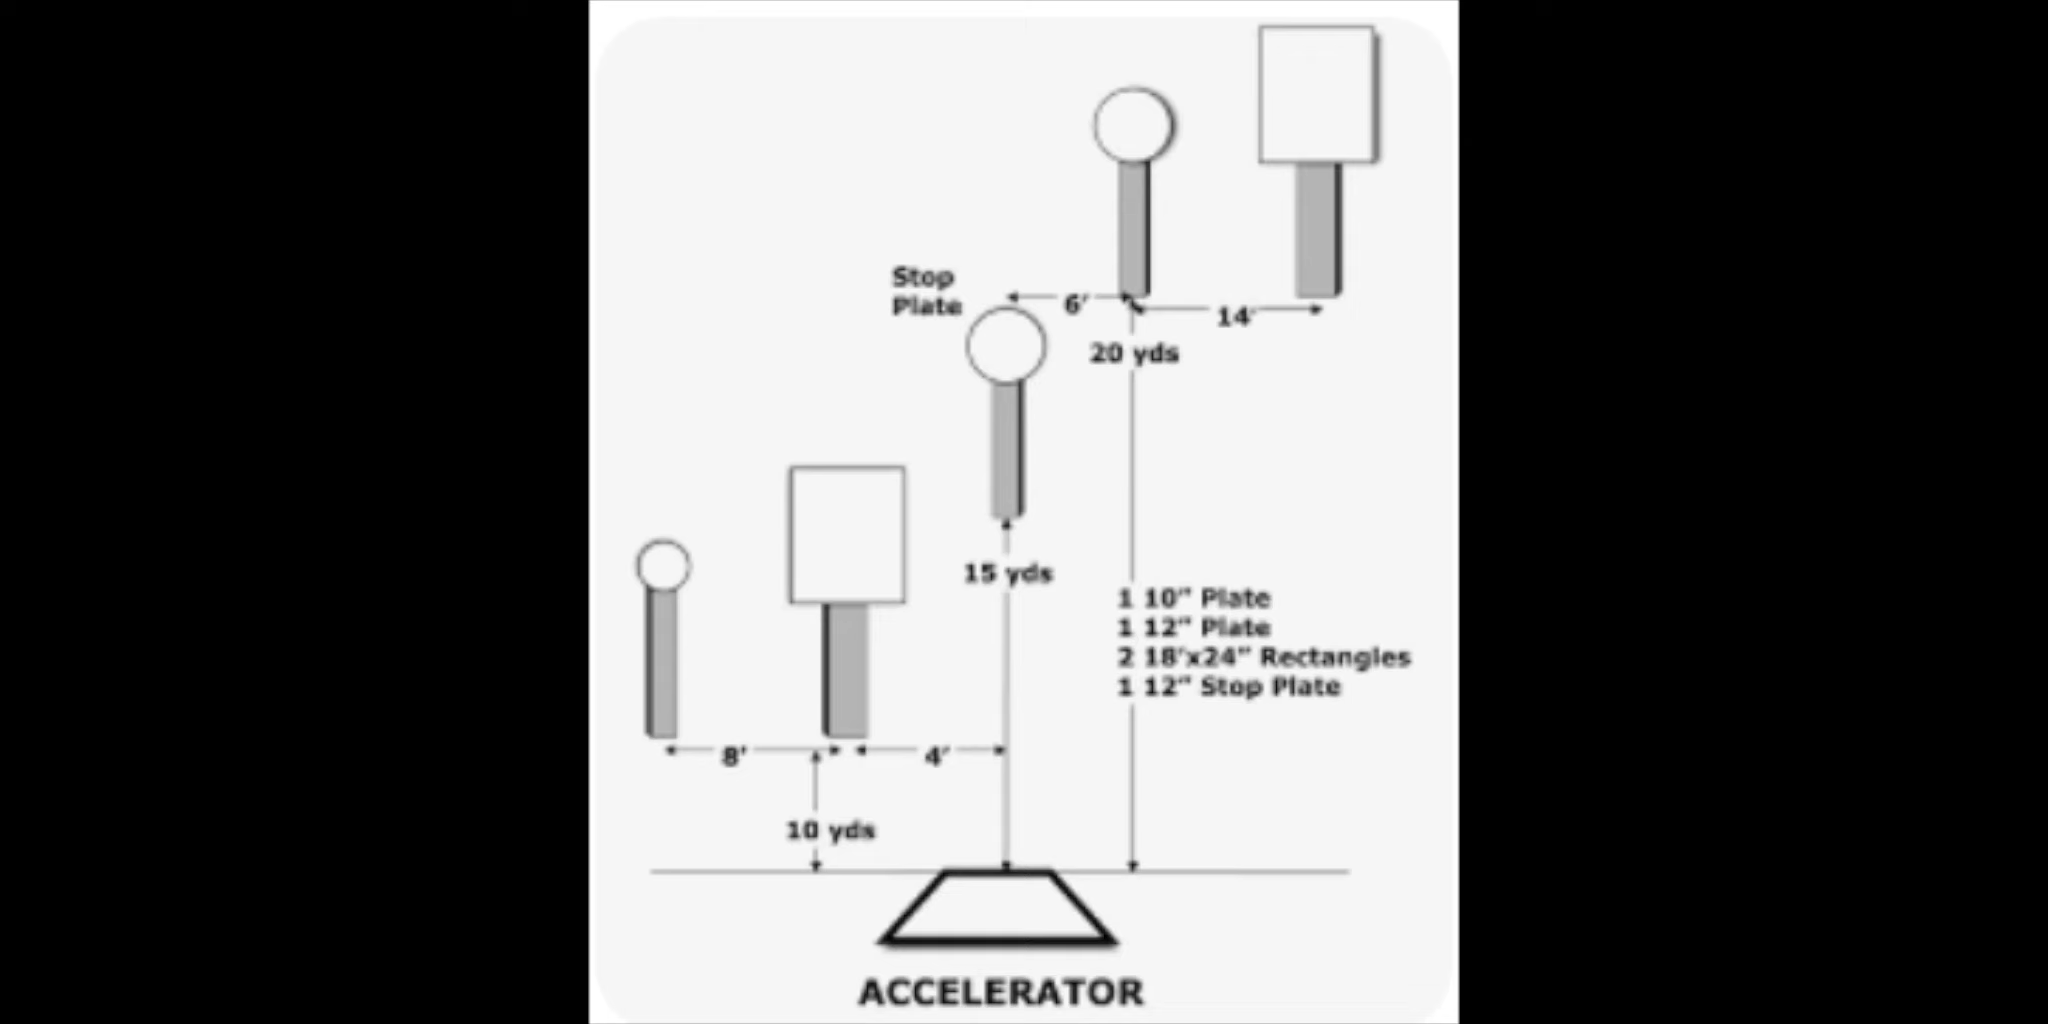 Stop
Plate
6'
14'
20 yds
15 yds
1 10" Plate
1 12" Plate
2 18'x24" Rectangles
1 12" Stop Plate
8'
4'
10 yds
ACCELERATOR